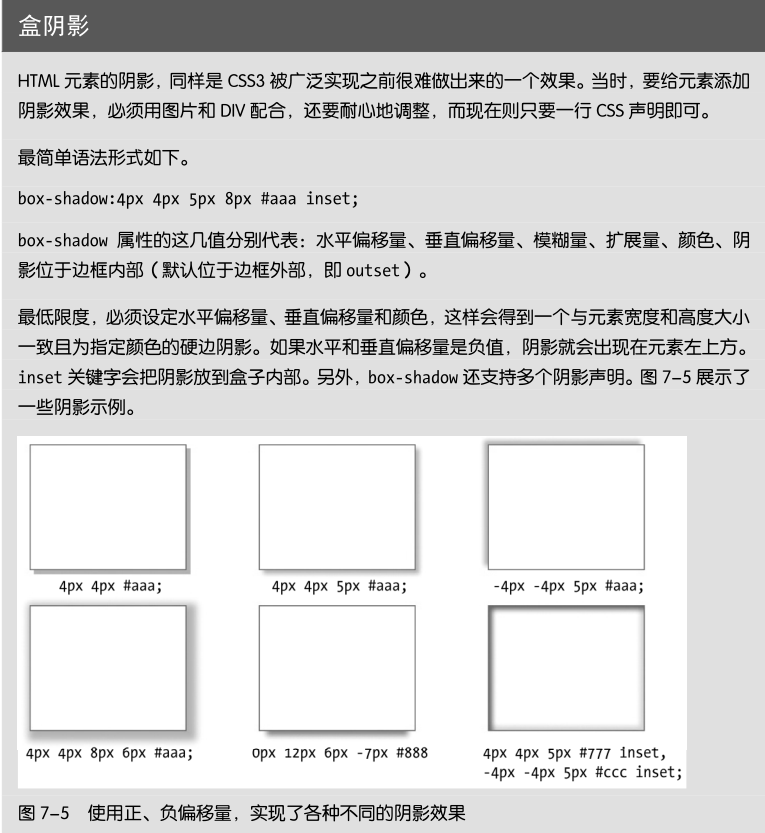 盒阴影
HTML 元素的阴影，同样是 CSS3 被广泛实现之前很难做出来的一个效果。当时，要给元素添加
阴影效果，必须用图片和 DIV 配合，还要耐心地调整，而现在则只要一行 CSS 声明即可。
最简单语法形式如下。
box-shadow:4px 4px 5px 8px #aaa inset;
box-shadow 属性的这几值分别代表：水平偏移量、垂直偏移量、模糊量、扩展量、颜色、阴
影位于边框内部（默认位于边框外部，即 outset）。
最低限度，必须设定水平偏移量、垂直偏移量和颜色，这样会得到一个与元素宽度和高度大小
一致且为指定颜色的硬边阴影。如果水平和垂直偏移量是负值，阴影就会出现在元素左上方。
inset 关键字会把阴影放到盒子内部。另外，box-shadow 还支持多个阴影声明。图 7–5 展示了
一些阴影示例。
4px 4px #aaa;
4px 4px 5px #aaa;
-4px -4px 5px #aaa;
4px 4px 8px 6px #aaa;
0px 12px 6px -7px #888
4px 4px 5px #777 inset,
-4px -4px 5px #ccc inset;
图 7–5 使用正、负偏移量，实现了各种不同的阴影效果